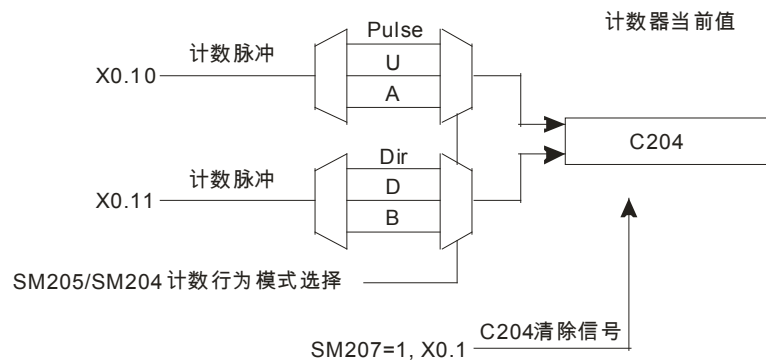 计数器当前值
Pulse
计数脉冲
U
X0.10
A
C204
Dir
计数脉冲
D
X0.11
B
SM205/SM204 计数行为模式选择
C204清除信号
SM207=1, X0.1